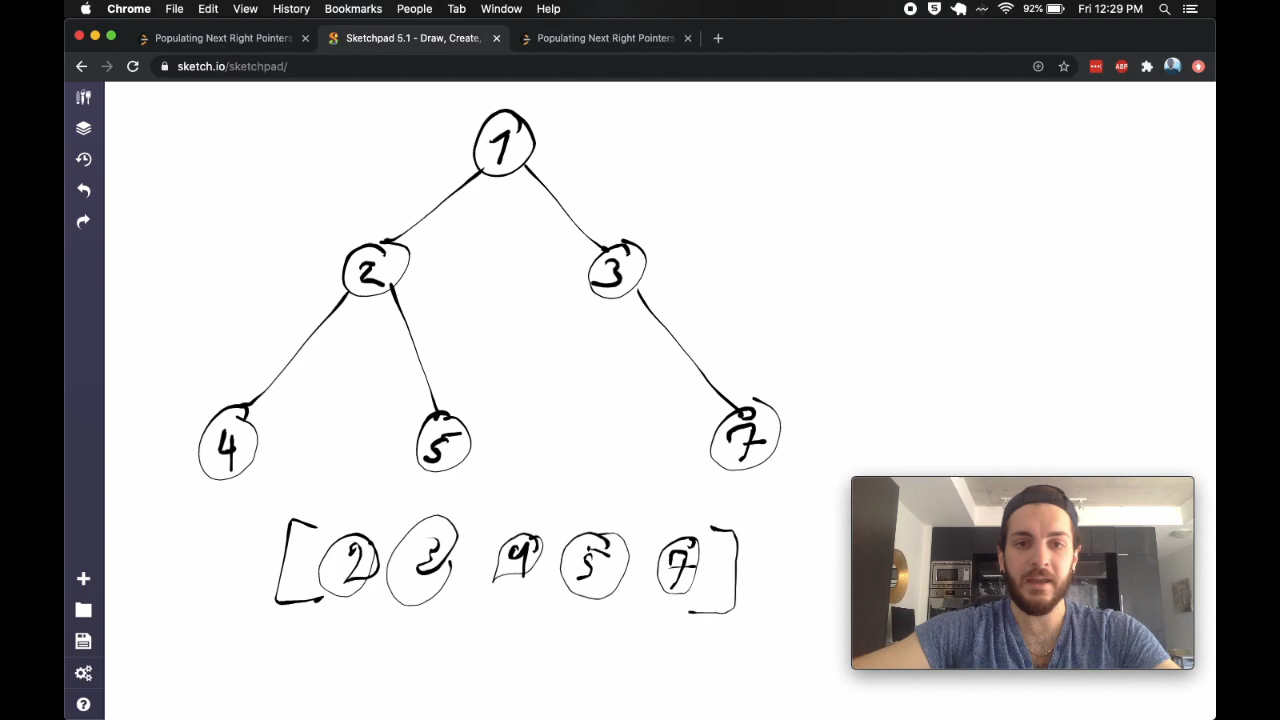 Chrome File Edit View History Bookmarks People Tab Window Help 92% Fri 12:29 PM
Populating Next Right Pointers Sketchpad 5.1 - Draw, Create, Populating Next Right Pointers
sketch.io/sketchpad/
ABP
1
2 3
4 5 7
[ 2 3, 4 5 7 ]